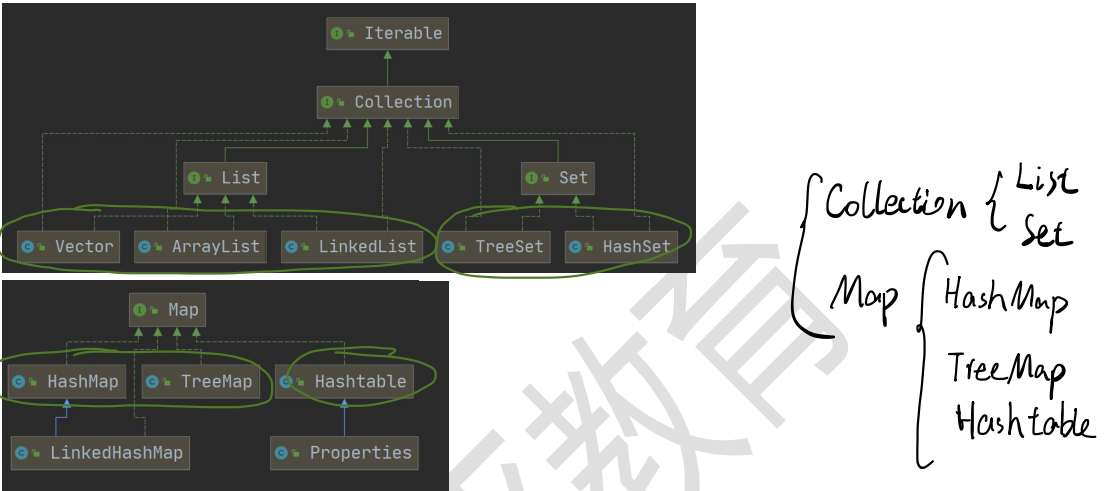 Iterable
Collection
List
Set
Vector
ArrayList
LinkedList
TreeSet
HashSet
Map
HashMap
TreeMap
Hashtable
LinkedHashMap
Properties
Collection
List
Set
Map
HashMap
TreeMap
Hashtable
教育